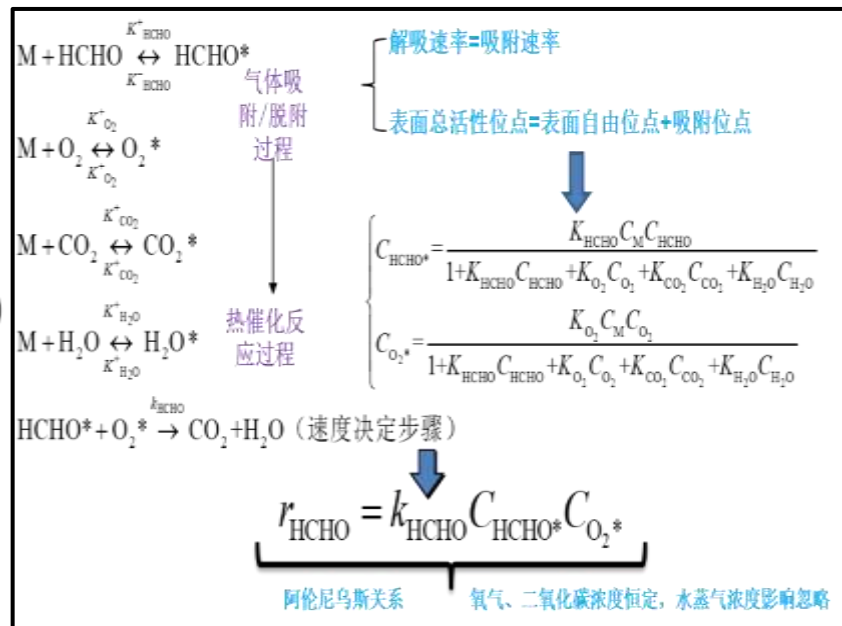 K⁺HCHO
M+HCHO ↔ HCHO*
K⁻HCHO
K⁺O₂
M+O₂ ↔ O₂*
K⁺O₂
K⁺CO₂
M+CO₂ ↔ CO₂*
K⁺CO₂
K⁺H₂O
M+H₂O ↔ H₂O*
K⁺H₂O
kHCHO
HCHO*+O₂* → CO₂+H₂O（速度决定步骤）
气体吸
附/脱附
过程
热催化反
应过程
解吸速率=吸附速率
表面总活性位点=表面自由位点+吸附位点
C_HCHO* = K_HCHO C_M C_HCHO / 1+K_HCHO C_HCHO+K_O₂ C_O₂+K_CO₂ C_CO₂+K_H₂O C_H₂O
C_O₂* = K_O₂ C_M C_O₂ / 1+K_HCHO C_HCHO+K_O₂ C_O₂+K_CO₂ C_CO₂+K_H₂O C_H₂O
r_HCHO = k_HCHO C_HCHO* C_O₂*
阿伦尼乌斯关系
氧气、二氧化碳浓度恒定，水蒸气浓度影响忽略